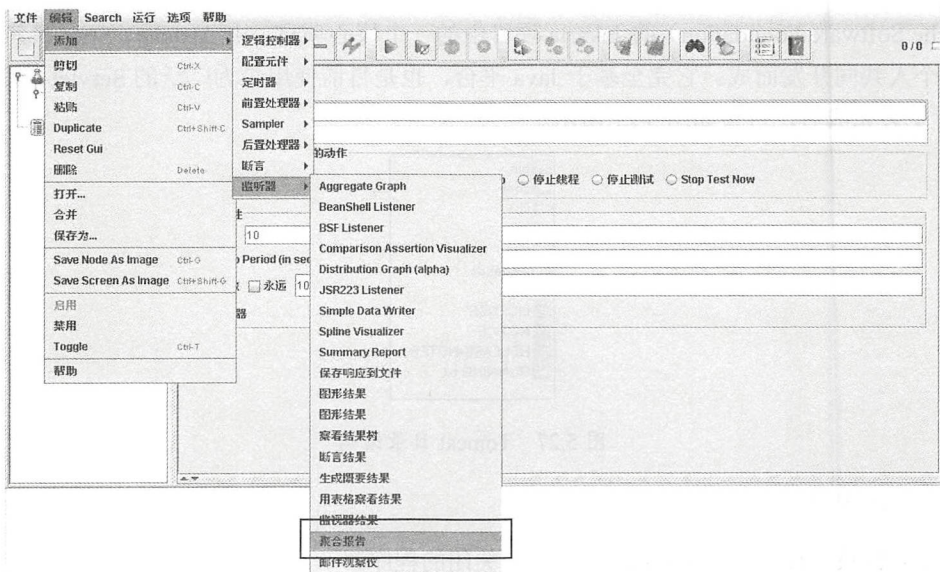 文件 编辑 Search 运行 选项 帮助
添加
剪切 Ctrl-X
复制 Ctrl-C
粘贴 Ctrl-V
Duplicate Ctrl+Shift-C
Reset Gui
删除 Delete
打开...
合并
保存为...
Save Node As Image Ctrl-G
Save Screen As Image Ctrl+Shift-G
启用
禁用
Toggle Ctrl-T
帮助
逻辑控制器
配置元件
定时器
前置处理器
Sampler
后置处理器
断言
监听器
0 / 0
的动作
停止线程 停止测试 Stop Test Now
10
Period (in sec
永远 10
器
Aggregate Graph
BeanShell Listener
BSF Listener
Comparison Assertion Visualizer
Distribution Graph (alpha)
JSR223 Listener
Simple Data Writer
Spline Visualizer
Summary Report
保存响应到文件
图形结果
图形结果
察看结果树
断言结果
生成概要结果
用表格察看结果
监视器结果
聚合报告
邮件观察仪